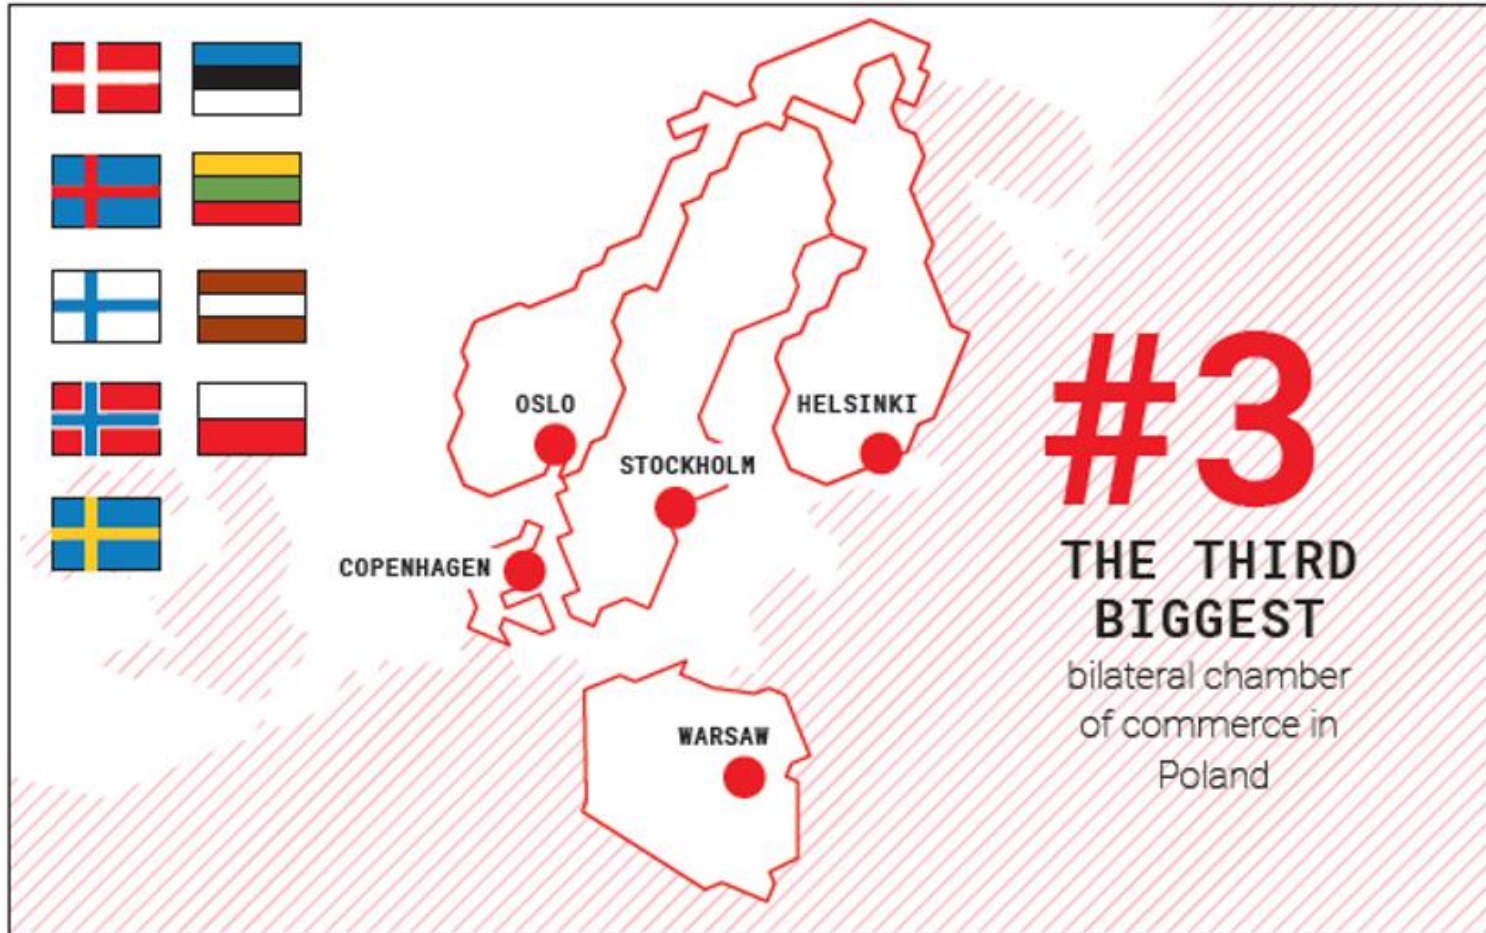 OSLO
HELSINKI
STOCKHOLM
COPENHAGEN
WARSAW
#3
THE THIRD
BIGGEST
bilateral chamber
of commerce in
Poland